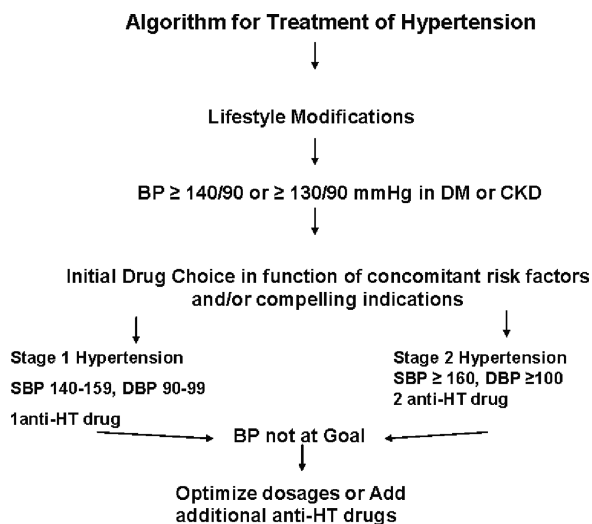 Algorithm for Treatment of Hypertension
Lifestyle Modifications
BP ≥ 140/90 or ≥ 130/90 mmHg in DM or CKD
Initial Drug Choice in function of concomitant risk factors
and/or compelling indications
Stage 1 Hypertension
SBP 140-159, DBP 90-99
1anti-HT drug
Stage 2 Hypertension
SBP ≥ 160, DBP ≥100
2 anti-HT drug
BP not at Goal
Optimize dosages or Add
additional anti-HT drugs